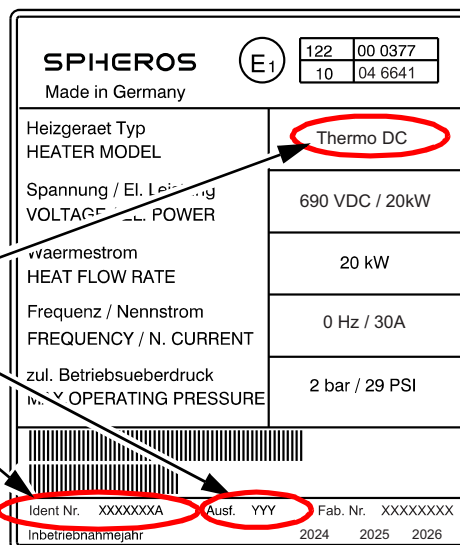 SPHEROS
Made in Germany
E1
122 00 0377
10 04 6641
Heizgeraet Typ
HEATER MODEL
Thermo DC
Spannung / El. Leistung
VOLTAGE / EL. POWER
690 VDC / 20kW
Waermestrom
HEAT FLOW RATE
20 kW
Frequenz / Nennstrom
FREQUENCY / N. CURRENT
0 Hz / 30A
zul. Betriebsueberdruck
MAX OPERATING PRESSURE
2 bar / 29 PSI
Ident Nr. XXXXXXXA Ausf. YYY Fab. Nr. XXXXXXXX
Inbetriebnahmejahr 2024 2025 2026